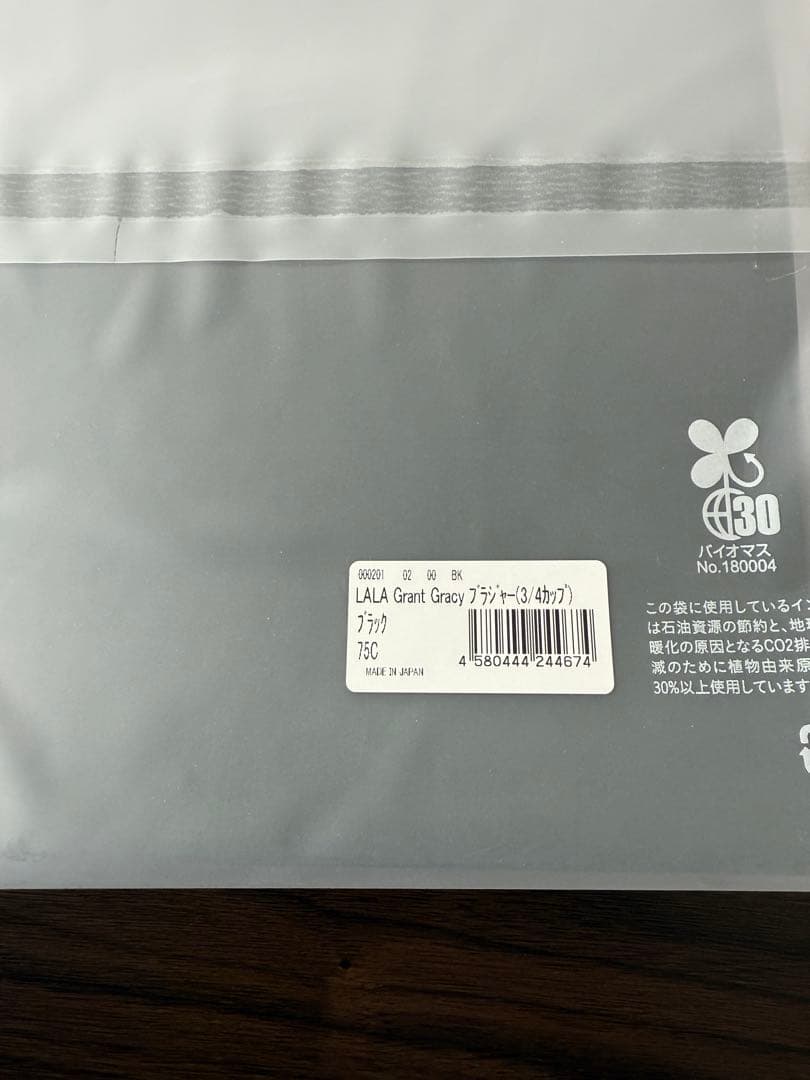 30
バイオマス
No.180004
000201 02 00 BK
LALA Grant Gracy ﾌﾞﾗｼﾞｬｰ(3/4ｶｯﾌﾟ)
ﾌﾞﾗｯｸ
75C
4 580444 244674
MADE IN JAPAN
この袋に使用しているイン
は石油資源の節約と、地球
暖化の原因となるCO2排
減のために植物由来原
30%以上使用しています